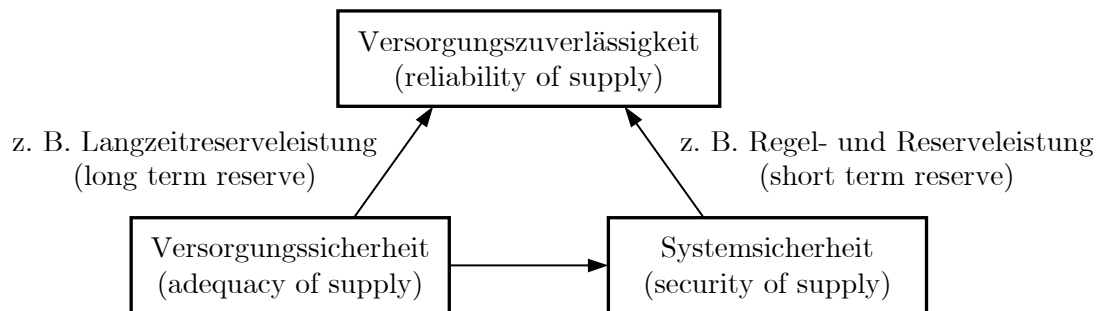 Versorgungszuverlässigkeit
(reliability of supply)
z. B. Langzeitreserveleistung
(long term reserve)
z. B. Regel- und Reserveleistung
(short term reserve)
Versorgungssicherheit
(adequacy of supply)
Systemsicherheit
(security of supply)